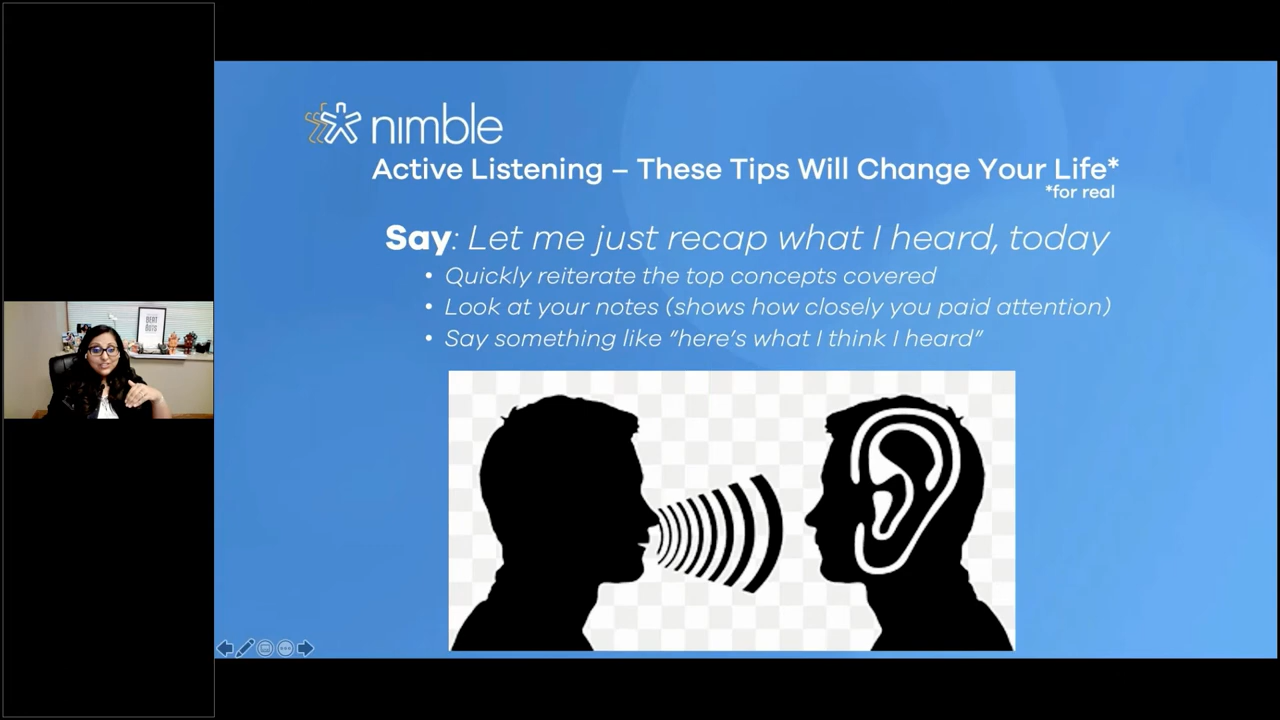 nimble
Active Listening – These Tips Will Change Your Life*
*for real
Say: Let me just recap what I heard, today
• Quickly reiterate the top concepts covered
• Look at your notes (shows how closely you paid attention)
• Say something like “here’s what I think I heard”